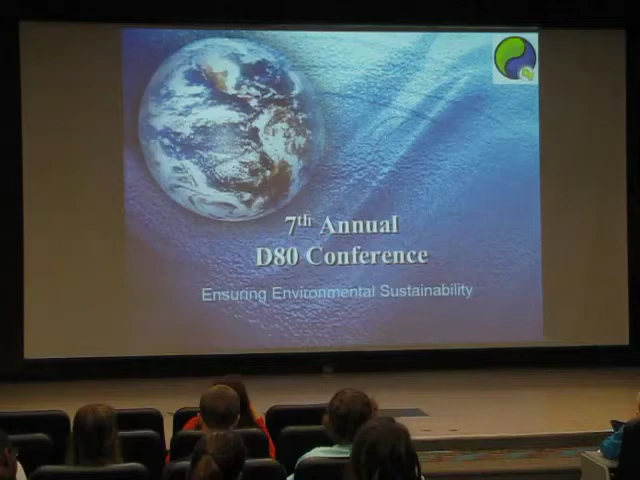 7th Annual
D80 Conference
Ensuring Environmental Sustainability